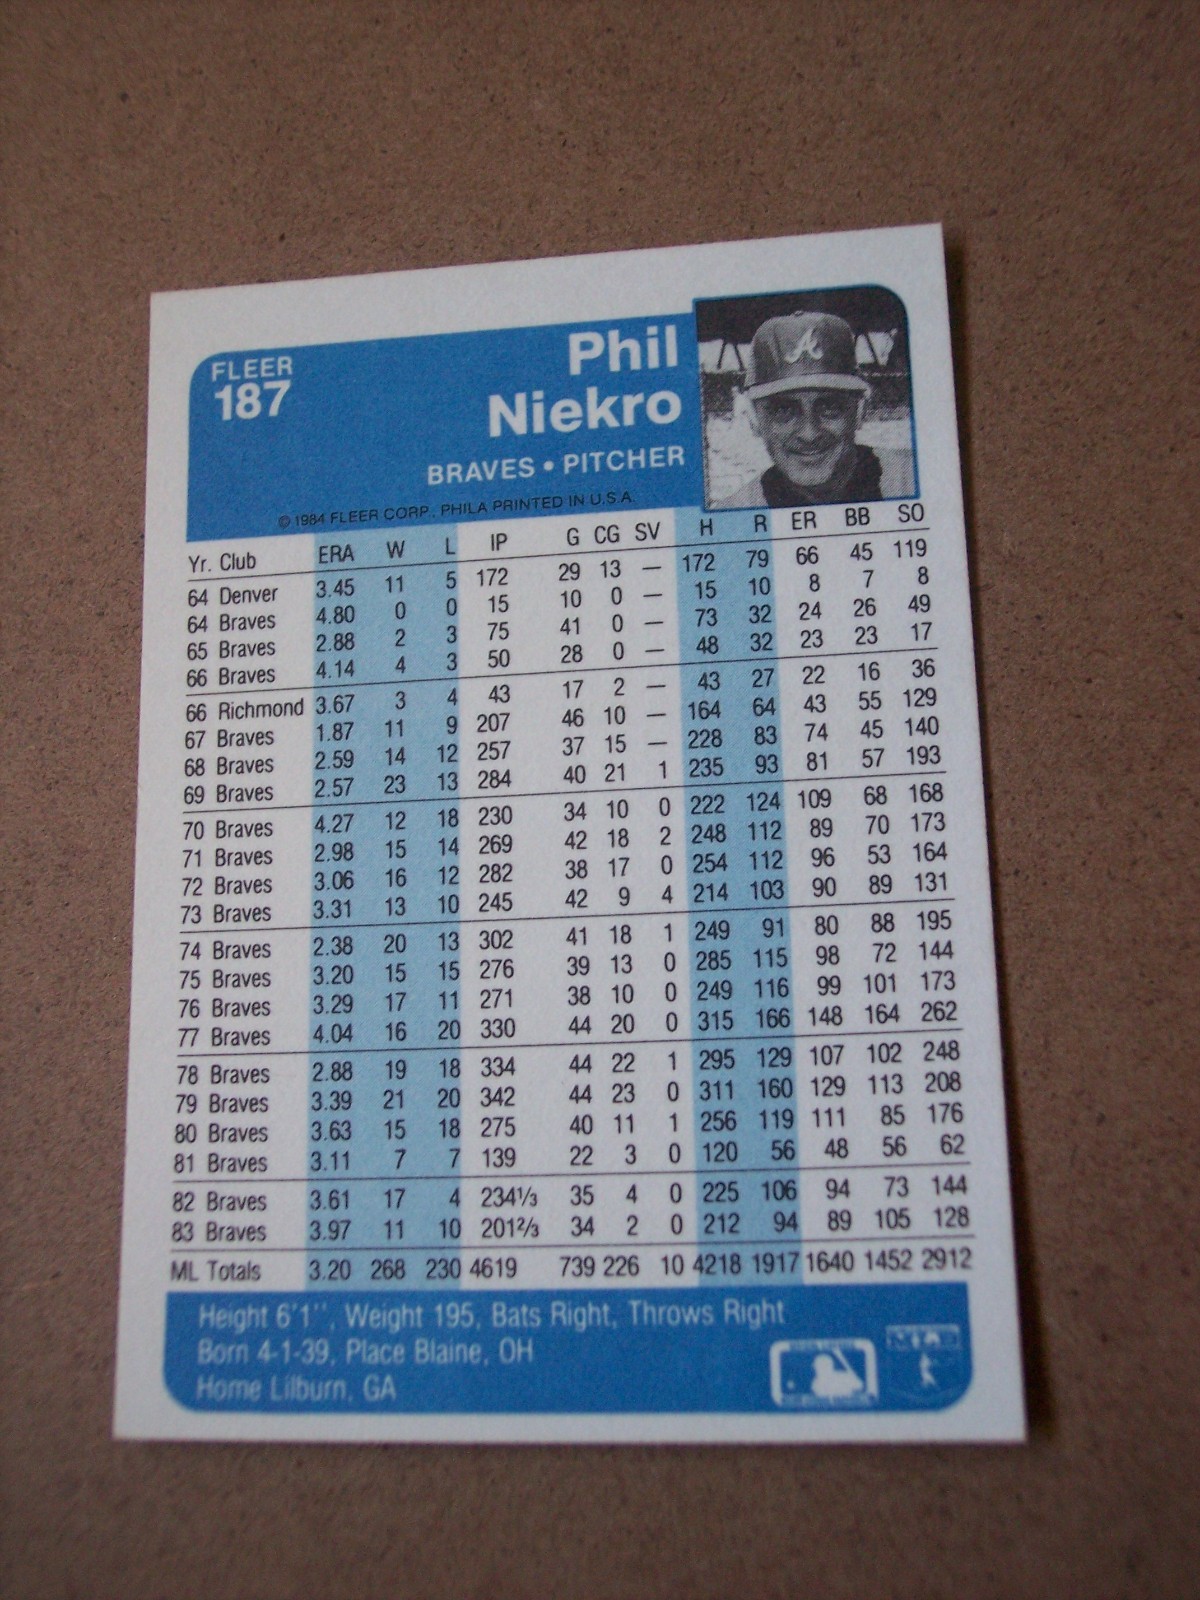 FLEER
187
Phil
Niekro
BRAVES • PITCHER
© 1984 FLEER CORP., PHILA PRINTED IN U.S.A.
Yr. Club ERA W L IP G CG SV H R ER BB SO
64 Denver 3.45 11 5 172 29 13 — 172 79 66 45 119
64 Braves 4.80 0 0 15 10 0 — 15 10 8 7 8
65 Braves 2.88 2 3 75 41 0 — 73 32 24 26 49
66 Braves 4.14 4 3 50 28 0 — 48 32 23 23 17
66 Richmond 3.67 3 4 43 17 2 — 43 27 22 16 36
67 Braves 1.87 11 9 207 46 10 — 164 64 43 55 129
68 Braves 2.59 14 12 257 37 15 — 228 83 74 45 140
69 Braves 2.57 23 13 284 40 21 1 235 93 81 57 193
70 Braves 4.27 12 18 230 34 10 0 222 124 109 68 168
71 Braves 2.98 15 14 269 42 18 2 248 112 89 70 173
72 Braves 3.06 16 12 282 38 17 0 254 112 96 53 164
73 Braves 3.31 13 10 245 42 9 4 214 103 90 89 131
74 Braves 2.38 20 13 302 41 18 1 249 91 80 88 195
75 Braves 3.20 15 15 276 39 13 0 285 115 98 72 144
76 Braves 3.29 17 11 271 38 10 0 249 116 99 101 173
77 Braves 4.04 16 20 330 44 20 0 315 166 148 164 262
78 Braves 2.88 19 18 334 44 22 1 295 129 107 102 248
79 Braves 3.39 21 20 342 44 23 0 311 160 129 113 208
80 Braves 3.63 15 18 275 40 11 1 256 119 111 85 176
81 Braves 3.11 7 7 139 22 3 0 120 56 48 56 62
82 Braves 3.61 17 4 234⅓ 35 4 0 225 106 94 73 144
83 Braves 3.97 11 10 201⅔ 34 2 0 212 94 89 105 128
ML Totals 3.20 268 230 4619 739 226 10 4218 1917 1640 1452 2912
Height 6'1'', Weight 195, Bats Right, Throws Right
Born 4-1-39, Place Blaine, OH
Home Lilburn, GA